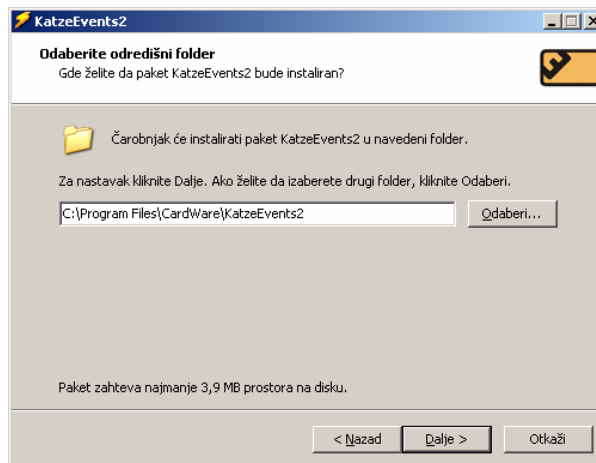 KatzeEvents2
Odaberite odredišni folder
Gde želite da paket KatzeEvents2 bude instaliran?
Čarobnjak će instalirati paket KatzeEvents2 u navedeni folder.
Za nastavak kliknite Dalje. Ako želite da izaberete drugi folder, kliknite Odaberi.
C:\Program Files\CardWare\KatzeEvents2
Odaberi...
Paket zahteva najmanje 3,9 MB prostora na disku.
< Nazad
Dalje >
Otkaži